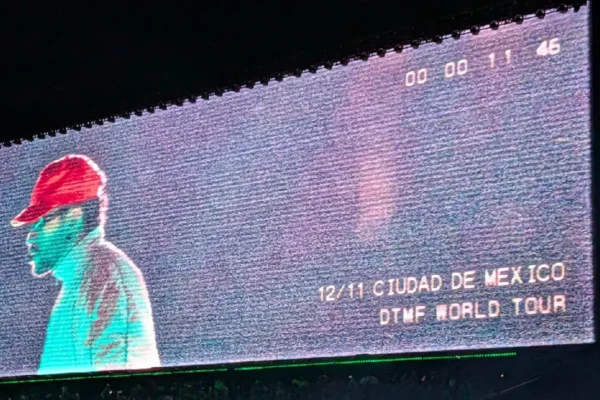 00 00 11 46
12/11 CIUDAD DE MEXICO
DTMF WORLD TOUR